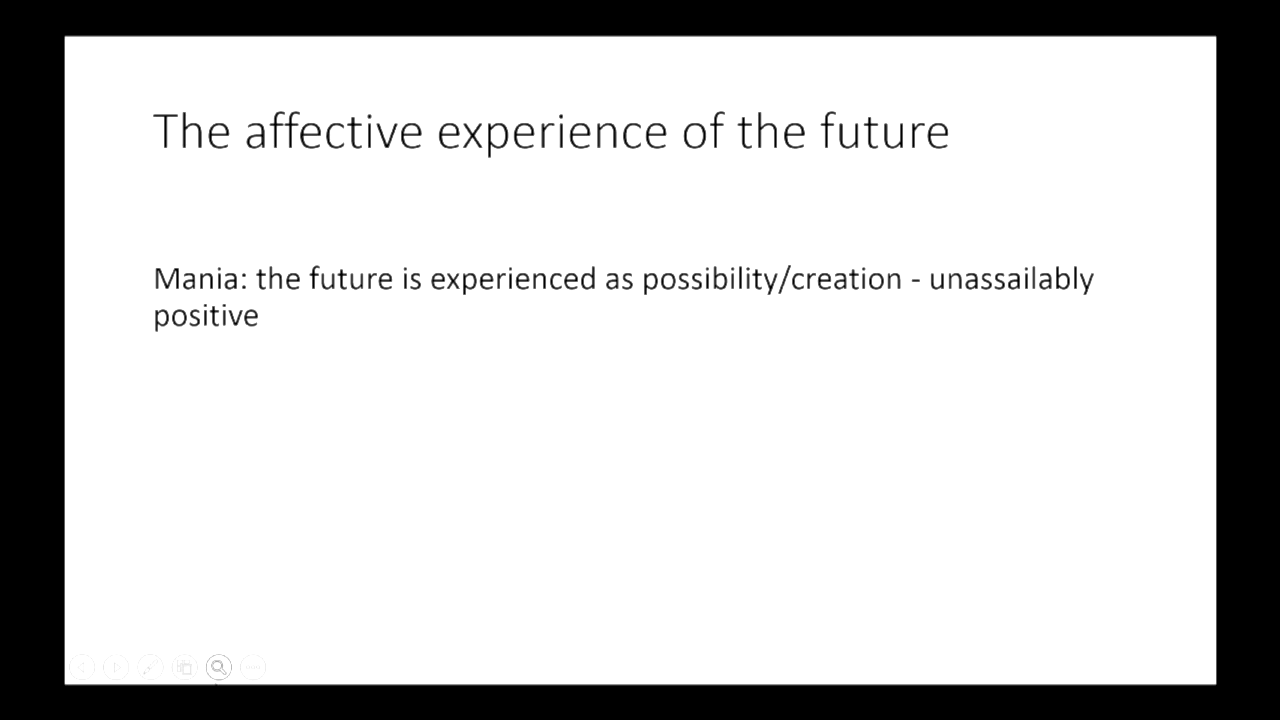 The affective experience of the future
Mania: the future is experienced as possibility/creation - unassailably
positive